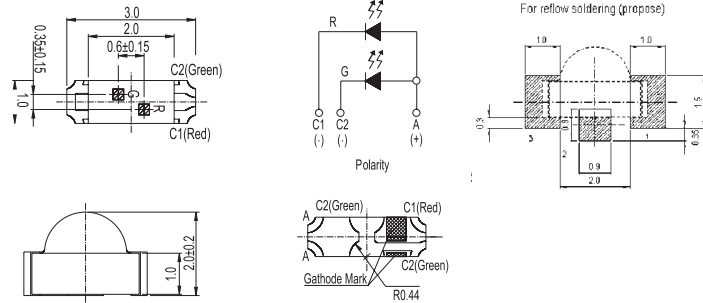 3.0
2.0
0.6±0.15
0.35±0.15
1.0
C2(Green)
G
R
C1(Red)
R
G
C1
C2
A
(-)
(-)
(+)
Polarity
For reflow soldering (propose)
1.0
1.0
1.5
0.3
0.9
0.35
3
2
1
0.9
2.0
1.0
2.0±0.2
C2(Green)
C1(Red)
A
A
C2(Green)
Gathode Mark
R0.44